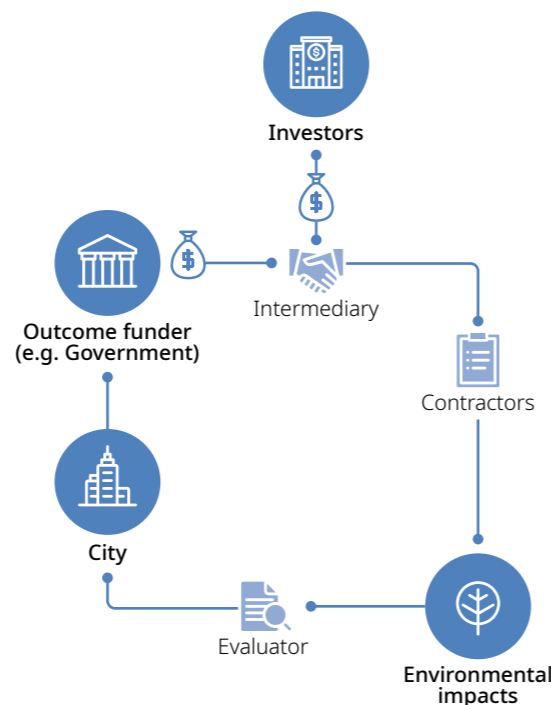 $
Investors
$
$
Intermediary
Outcome funder
(e.g. Government)
Contractors
City
Evaluator
Environmental
impacts